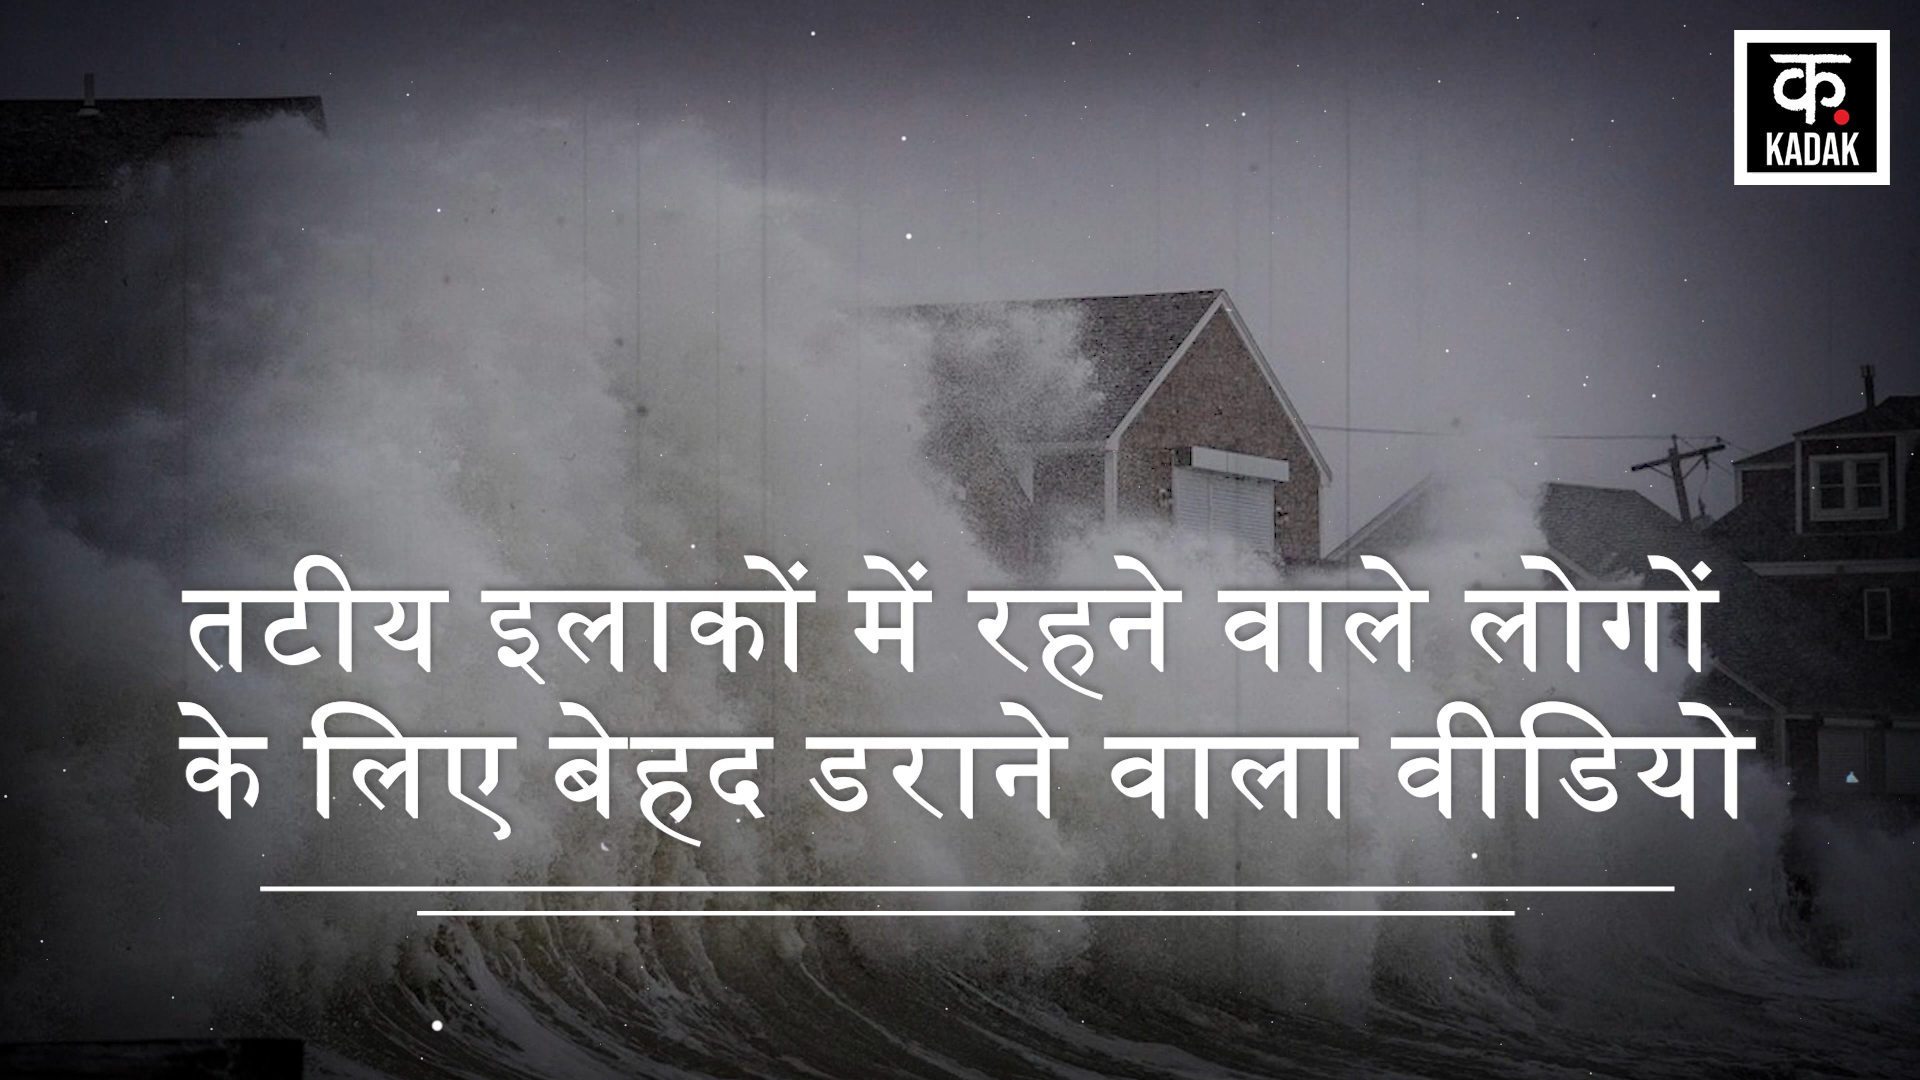 क.
KADAK
तटीय इलाकों में रहने वाले लोगों
के लिए बेहद डराने वाला वीडियो